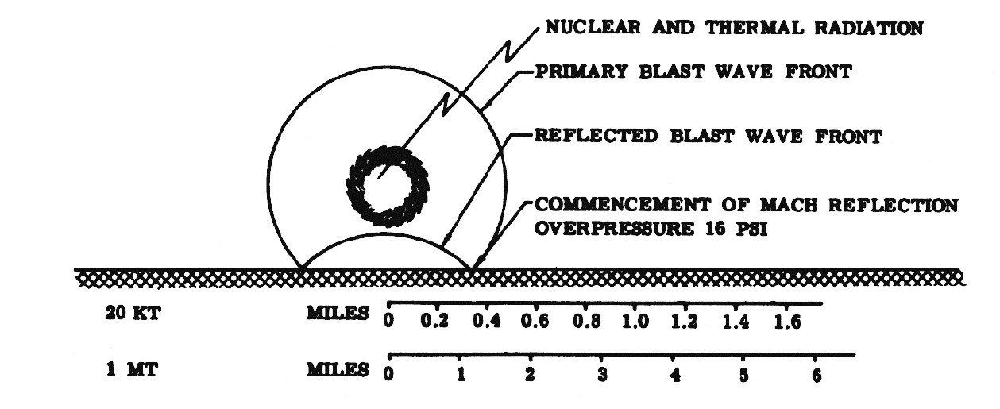 NUCLEAR AND THERMAL RADIATION
PRIMARY BLAST WAVE FRONT
REFLECTED BLAST WAVE FRONT
COMMENCEMENT OF MACH REFLECTION
OVERPRESSURE 16 PSI
20 KT MILES 0 0.2 0.4 0.6 0.8 1.0 1.2 1.4 1.6
1 MT MILES 0 1 2 3 4 5 6